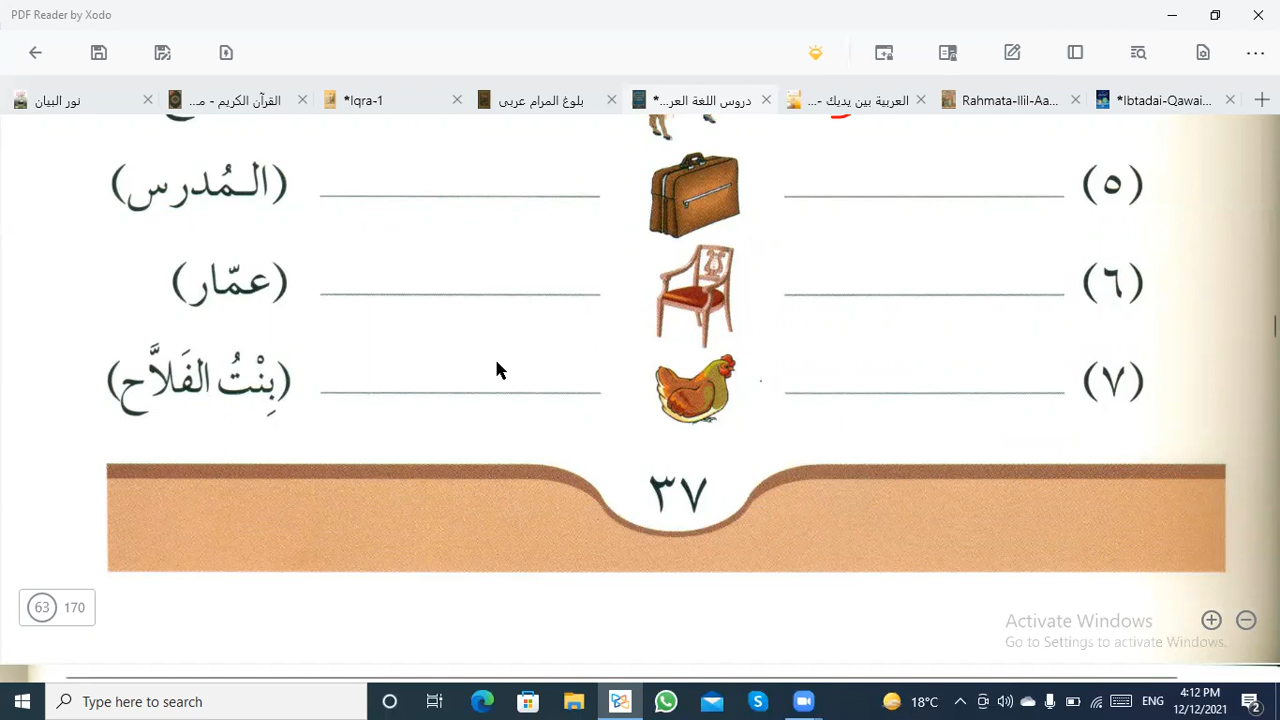 PDF Reader by Xodo
نور البيان
القرآن الكريم - مـ...
*Iqra-1
بلوغ المرام عربى
*دروس اللغة العر...
العربية بين يديك -...
Rahmata-llil-Aa...
*Ibtadai-Qawai...
(٥) (الـمُدرس)
(٦) (عمّار)
(٧) (بِنْتُ الفَلاَّح)
٣٧
63 170
Activate Windows
Go to Settings to activate Windows.
Type here to search
18°C
4:12 PM
12/12/2021
2